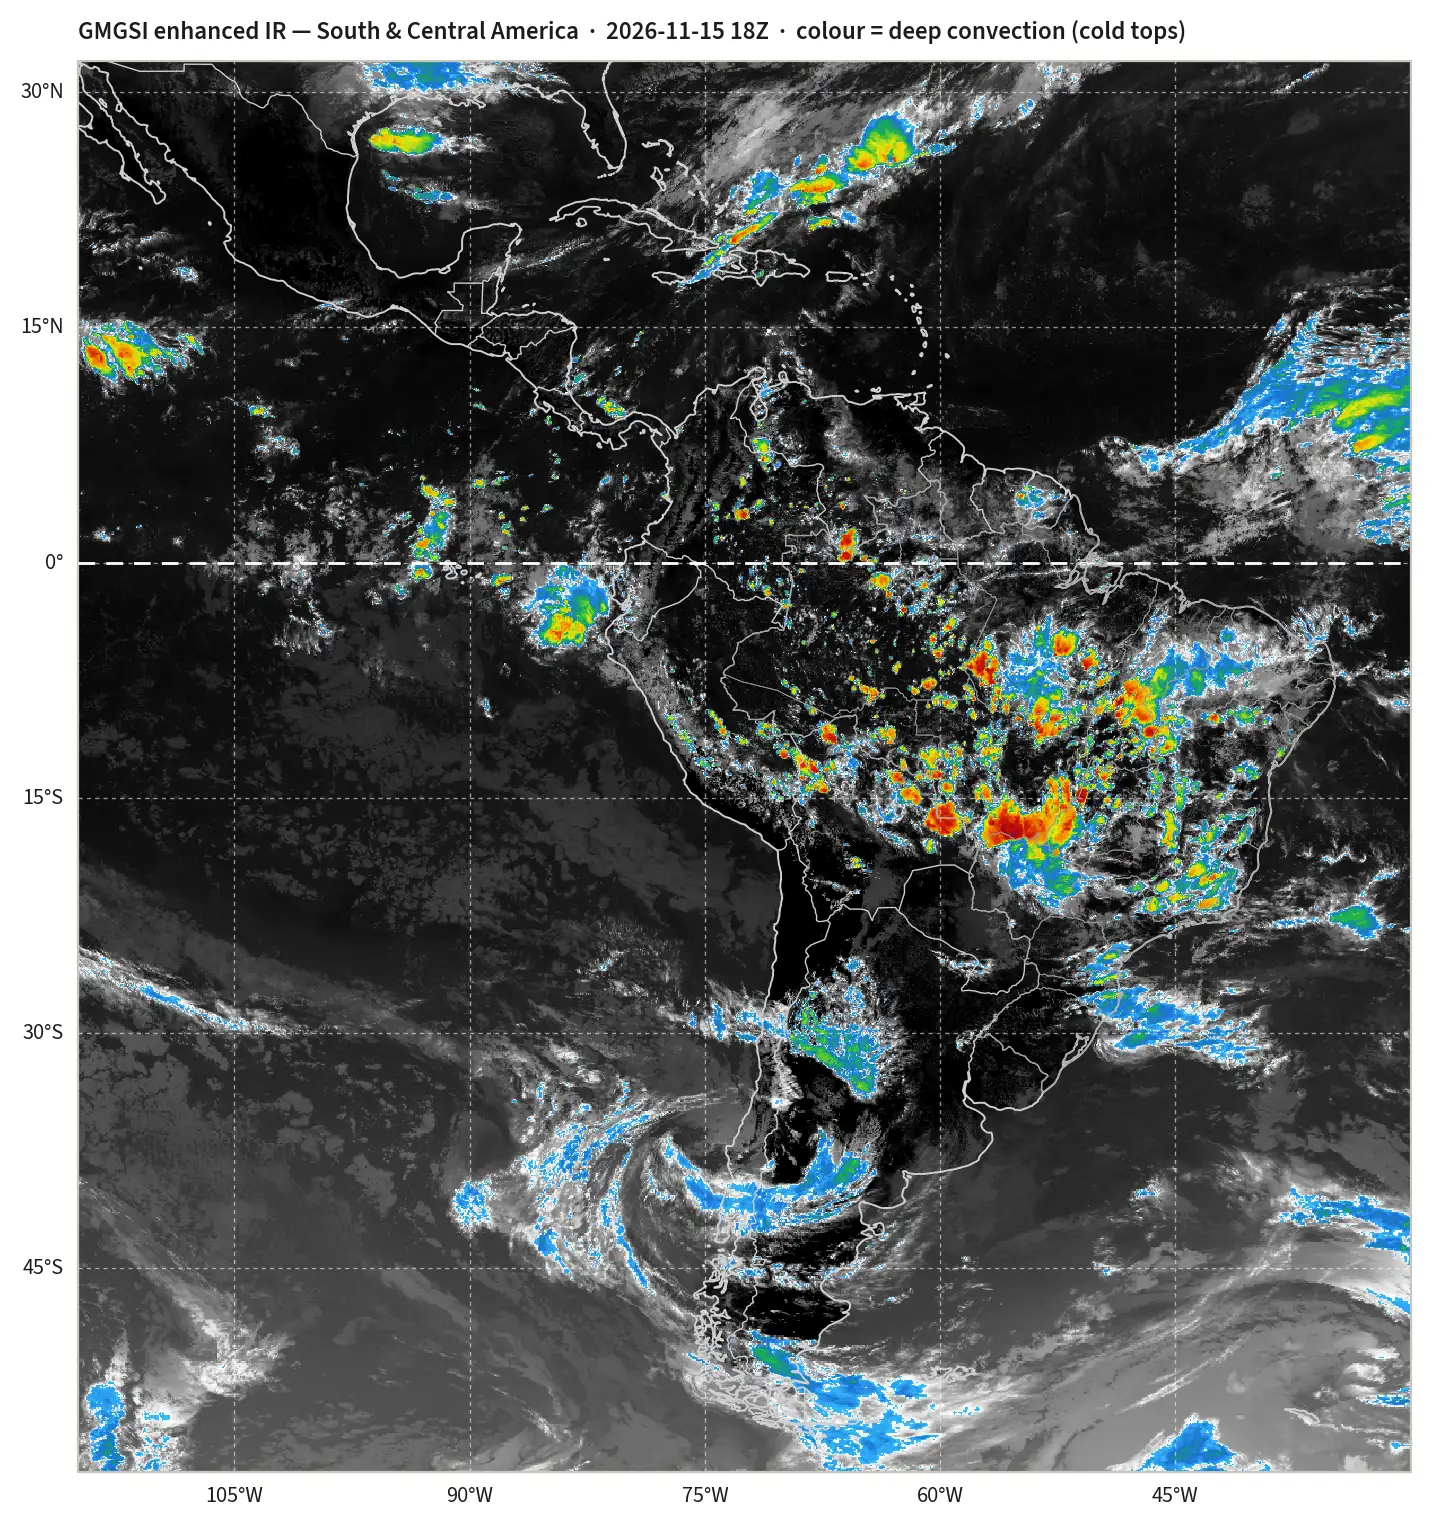 GMGSI enhanced IR — South & Central America · 2026-11-15 18Z · colour = deep convection (cold tops)
30°N
15°N
0°
15°S
30°S
45°S
105°W 90°W 75°W 60°W 45°W